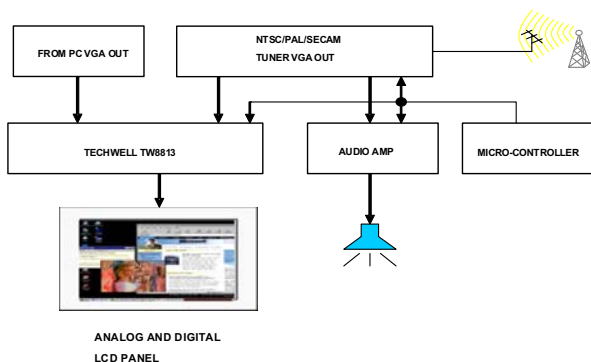 FROM PC VGA OUT
NTSC/PAL/SECAM
TUNER VGA OUT
TECHWELL TW8813
AUDIO AMP
MICRO-CONTROLLER
ANALOG AND DIGITAL
LCD PANEL